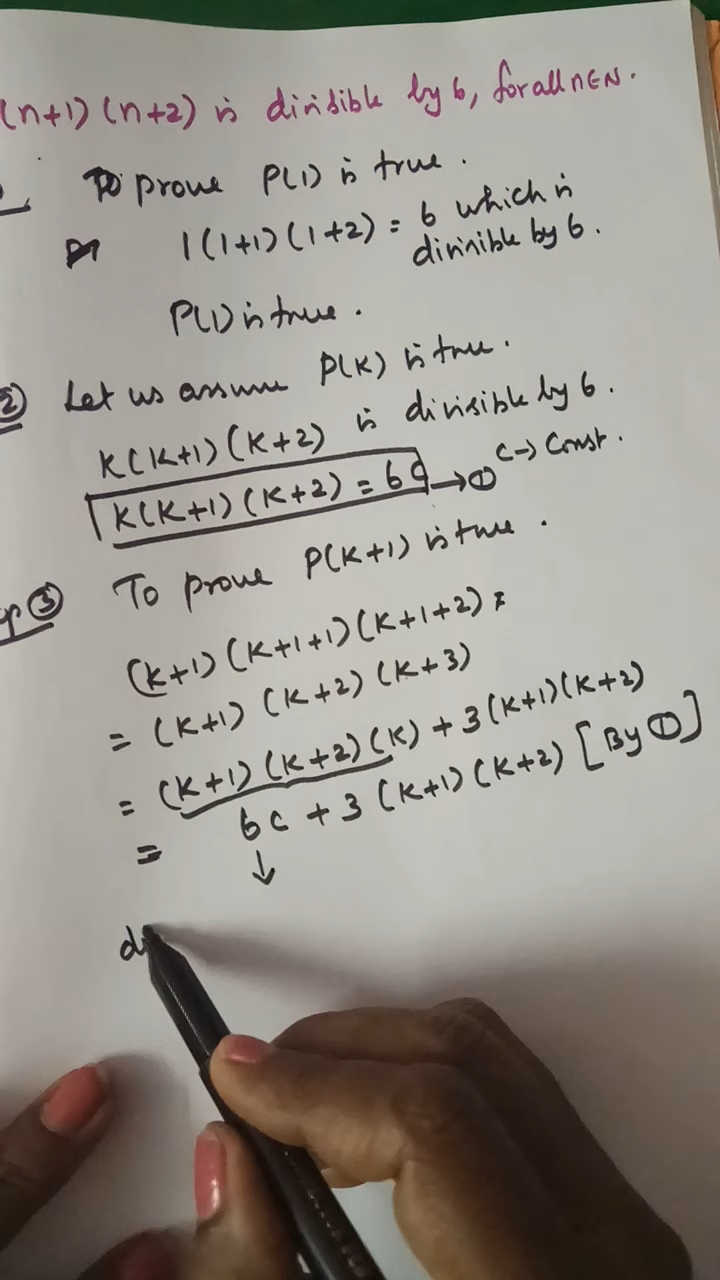 (n+1) (n+2) is divisible by 6, for all n∈N.
To prove P(1) is true.
1(1+1)(1+2) = 6 which is
divisible by 6.
P(1) is true.
② Let us assume P(K) is true.
K(K+1)(K+2) is divisible by 6.
K(K+1)(K+2) = 6C → ① C → Const.
③ To prove P(K+1) is true.
(K+1)(K+1+1)(K+1+2) =
= (K+1) (K+2) (K+3)
= (K+1) (K+2) (K) + 3(K+1)(K+2)
= 6C + 3 (K+1) (K+2) [By ①]
↓
di